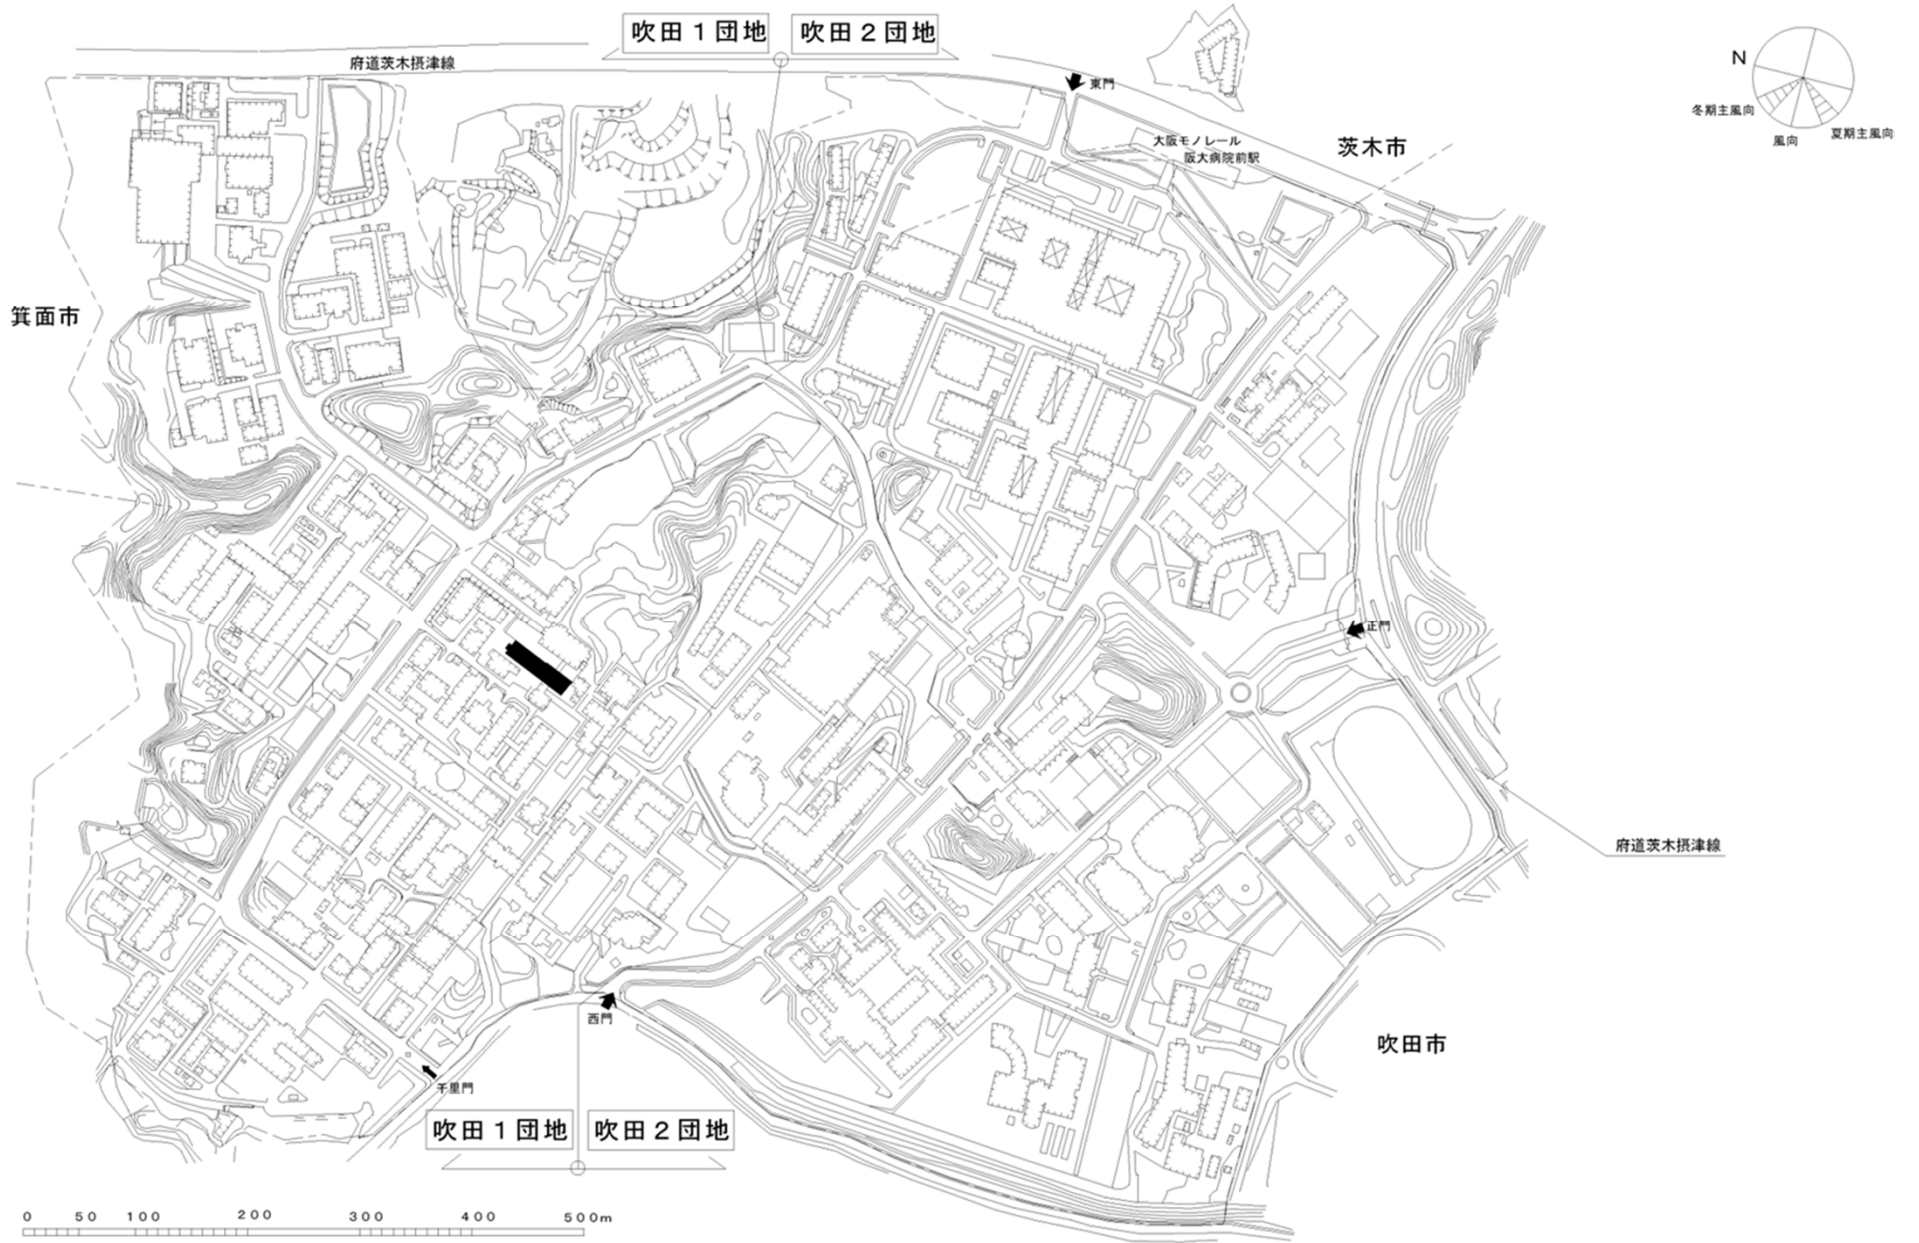 吹田１団地
吹田２団地
府道茨木摂津線
東門
大阪モノレール
阪大病院前駅
茨木市
N
冬期主風向
風向
夏期主風向
箕面市
正門
府道茨木摂津線
西門
吹田市
千里門
吹田１団地
吹田２団地
0 50 100 200 300 400 500m